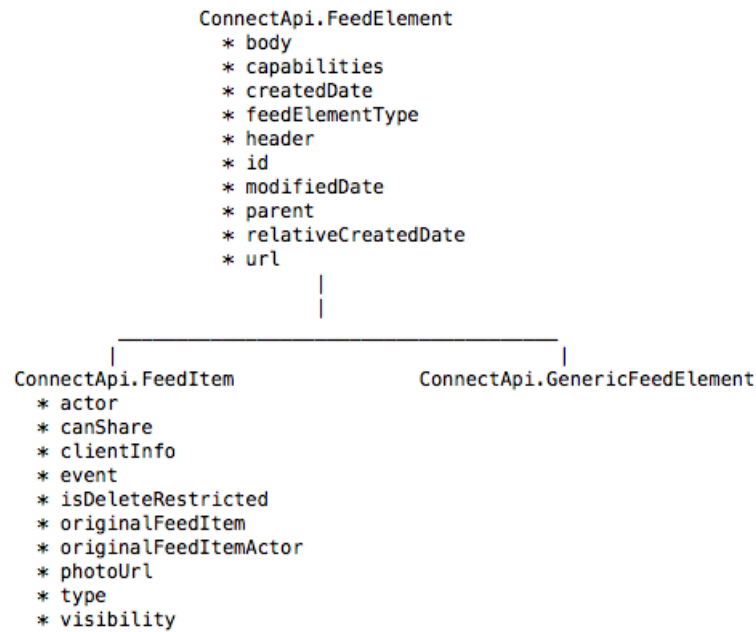 ConnectApi.FeedElement
* body
* capabilities
* createdDate
* feedElementType
* header
* id
* modifiedDate
* parent
* relativeCreatedDate
* url
ConnectApi.FeedItem ConnectApi.GenericFeedElement
* actor
* canShare
* clientInfo
* event
* isDeleteRestricted
* originalFeedItem
* originalFeedItemActor
* photoUrl
* type
* visibility